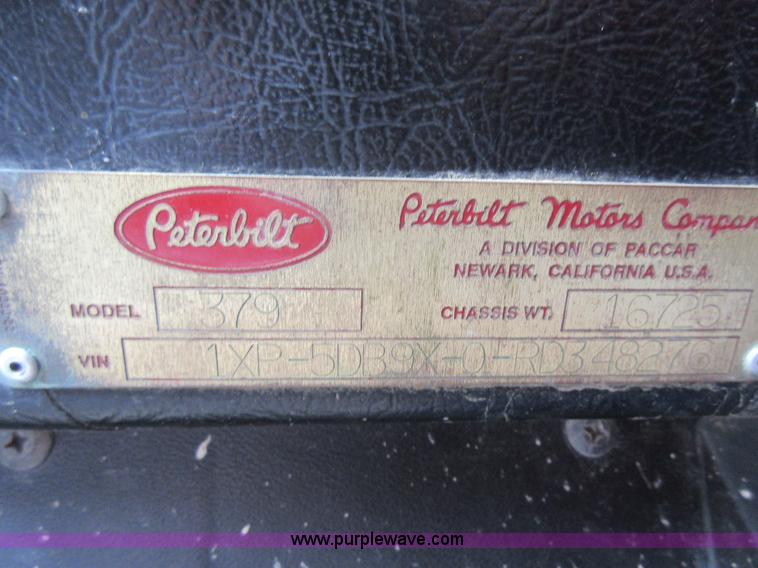 Peterbilt
Peterbilt Motors Compan
A DIVISION OF PACCAR
NEWARK, CALIFORNIA U.S.A.
MODEL 379
CHASSIS WT. 16725
VIN 1XP-5DB9X-0-RD348276
www.purplewave.com